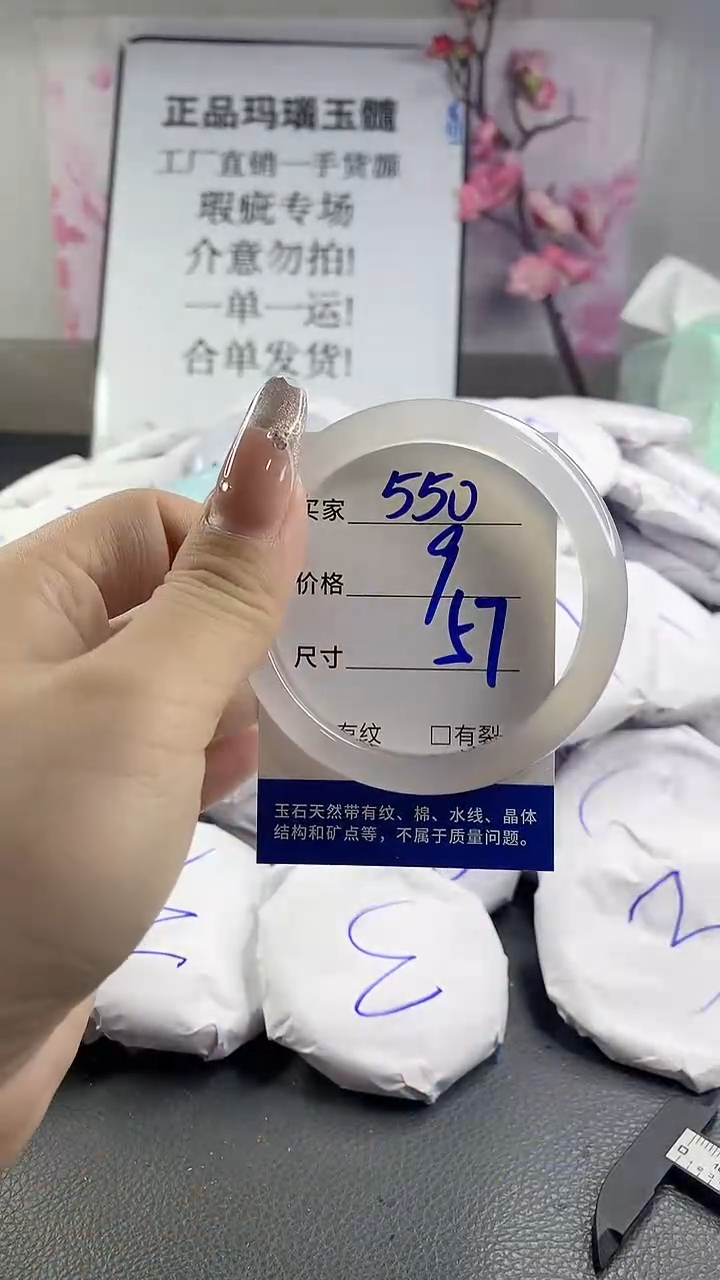 正品玛瑙玉髓
工厂直销一手货源
瑕疵专场
介意勿拍!
一单一运!
合单发货!
买家 550
价格 9
尺寸 57
有纹 □有裂
玉石天然带有纹、棉、水线、晶体
结构和矿点等，不属于质量问题。
3